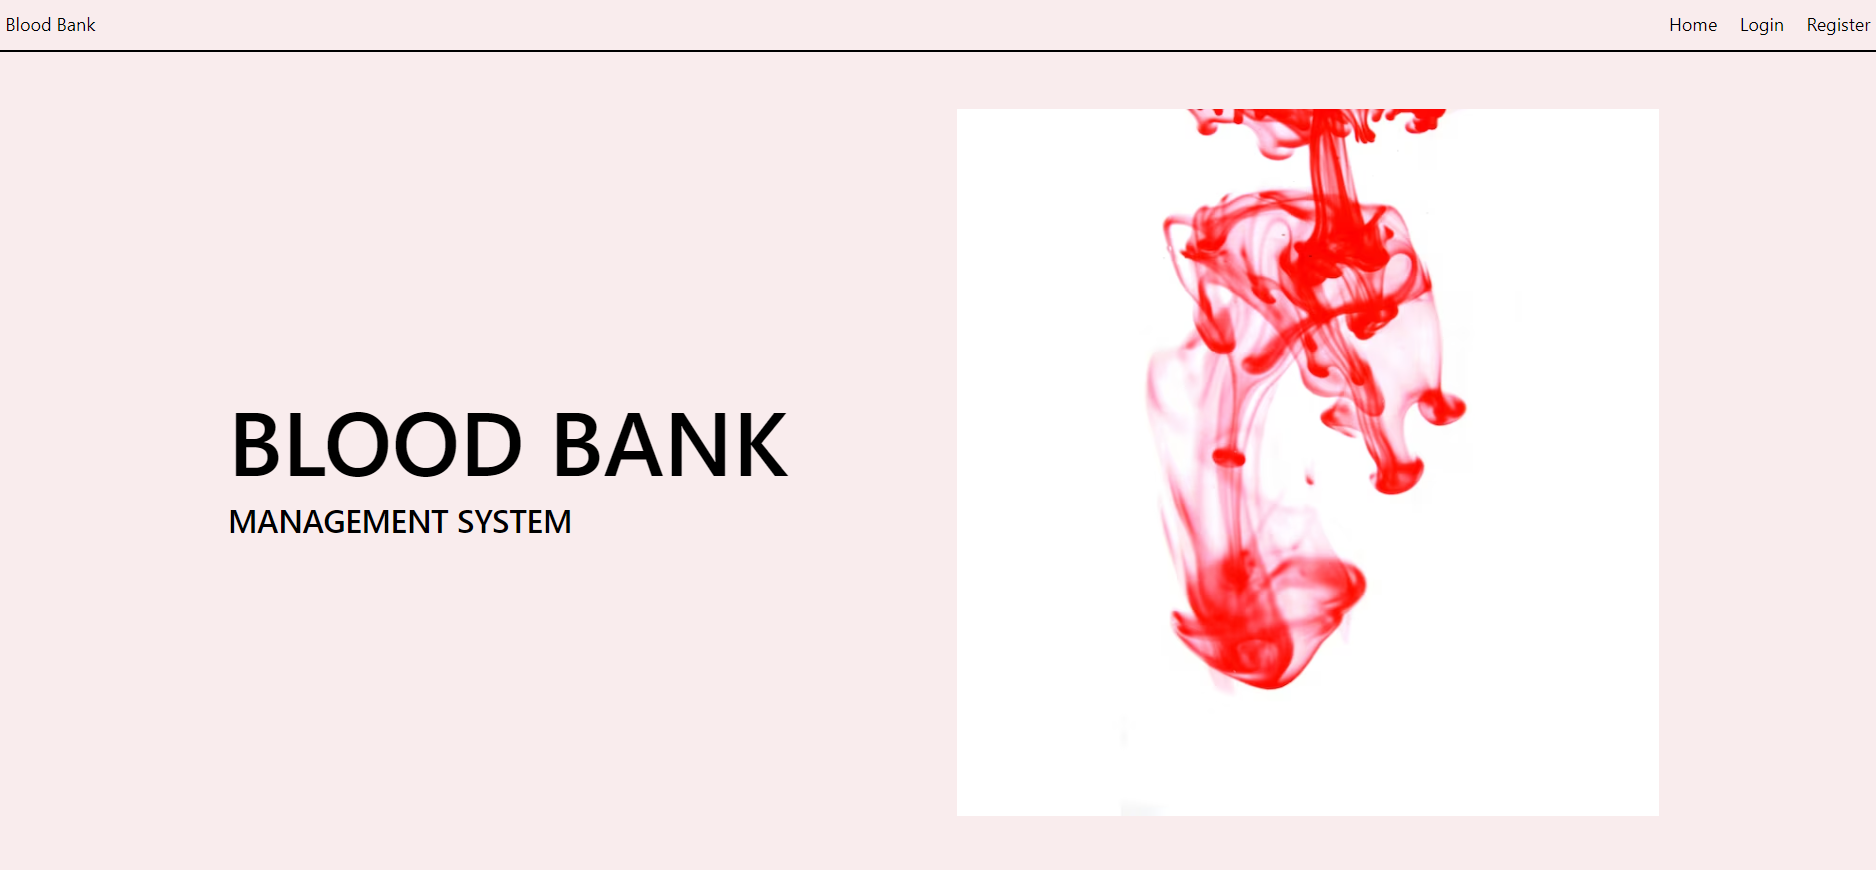 Blood Bank
Home Login Register
BLOOD BANK
MANAGEMENT SYSTEM